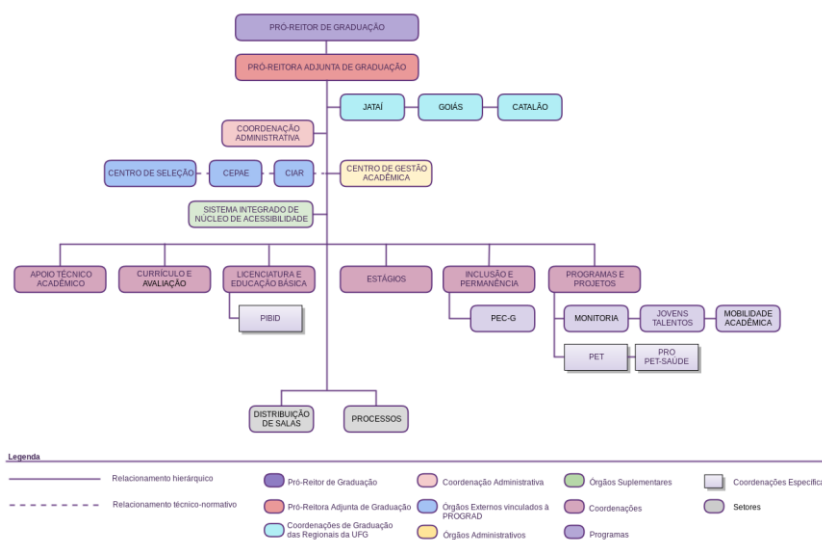 PRÓ-REITOR DE GRADUAÇÃO
PRÓ-REITORA ADJUNTA DE GRADUAÇÃO
JATAÍ
GOIÁS
CATALÃO
COORDENAÇÃO
ADMINISTRATIVA
CENTRO DE SELEÇÃO
CEPAE
CIAR
CENTRO DE GESTÃO
ACADÊMICA
SISTEMA INTEGRADO DE
NÚCLEO DE ACESSIBILIDADE
APOIO TÉCNICO
ACADÊMICO
CURRÍCULO E
AVALIAÇÃO
LICENCIATURA E
EDUCAÇÃO BÁSICA
ESTÁGIOS
INCLUSÃO E
PERMANÊNCIA
PROGRAMAS E
PROJETOS
PIBID
PEC-G
MONITORIA
JOVENS
TALENTOS
MOBILIDADE
ACADÊMICA
PET
PRO
PET-SAÚDE
DISTRIBUIÇÃO
DE SALAS
PROCESSOS
Legenda
Relacionamento hierárquico
Relacionamento técnico-normativo
Pró-Reitor de Graduação
Pró-Reitora Adjunta de Graduação
Coordenações de Graduação
das Regionais da UFG
Coordenação Administrativa
Órgãos Externos vinculados à
PROGRAD
Órgãos Administrativos
Órgãos Suplementares
Coordenações
Programas
Coordenações Específica
Setores